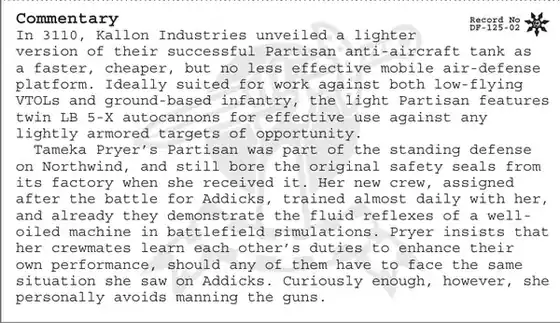 Commentary
Record No
DF-125-02
In 3110, Kallon Industries unveiled a lighter
version of their successful Partisan anti-aircraft tank as
a faster, cheaper, but no less effective mobile air-defense
platform. Ideally suited for work against both low-flying
VTOLs and ground-based infantry, the light Partisan features
twin LB 5-X autocannons for effective use against any
lightly armored targets of opportunity.
Tameka Pryer's Partisan was part of the standing defense
on Northwind, and still bore the original safety seals from
its factory when she received it. Her new crew, assigned
after the battle for Addicks, trained almost daily with her,
and already they demonstrate the fluid reflexes of a well-
oiled machine in battlefield simulations. Pryer insists that
her crewmates learn each other's duties to enhance their
own performance, should any of them have to face the same
situation she saw on Addicks. Curiously enough, however, she
personally avoids manning the guns.